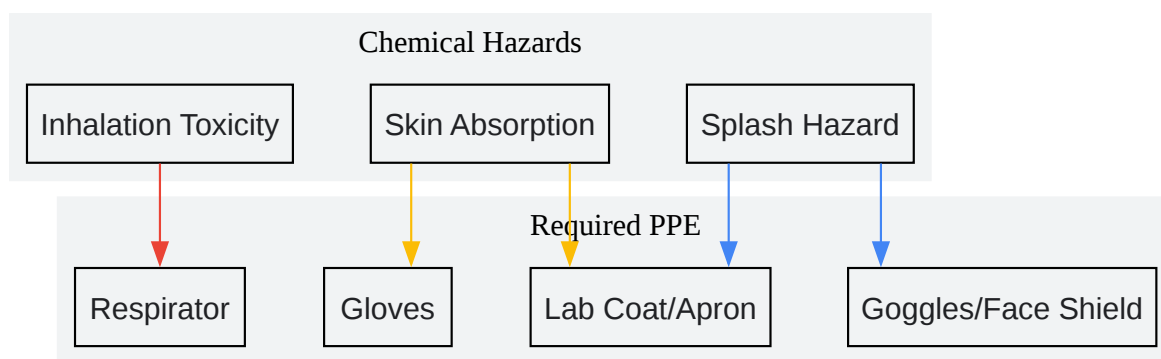 Chemical Hazards
Inhalation Toxicity
Skin Absorption
Splash Hazard
Required PPE
Respirator
Gloves
Lab Coat/Apron
Goggles/Face Shield